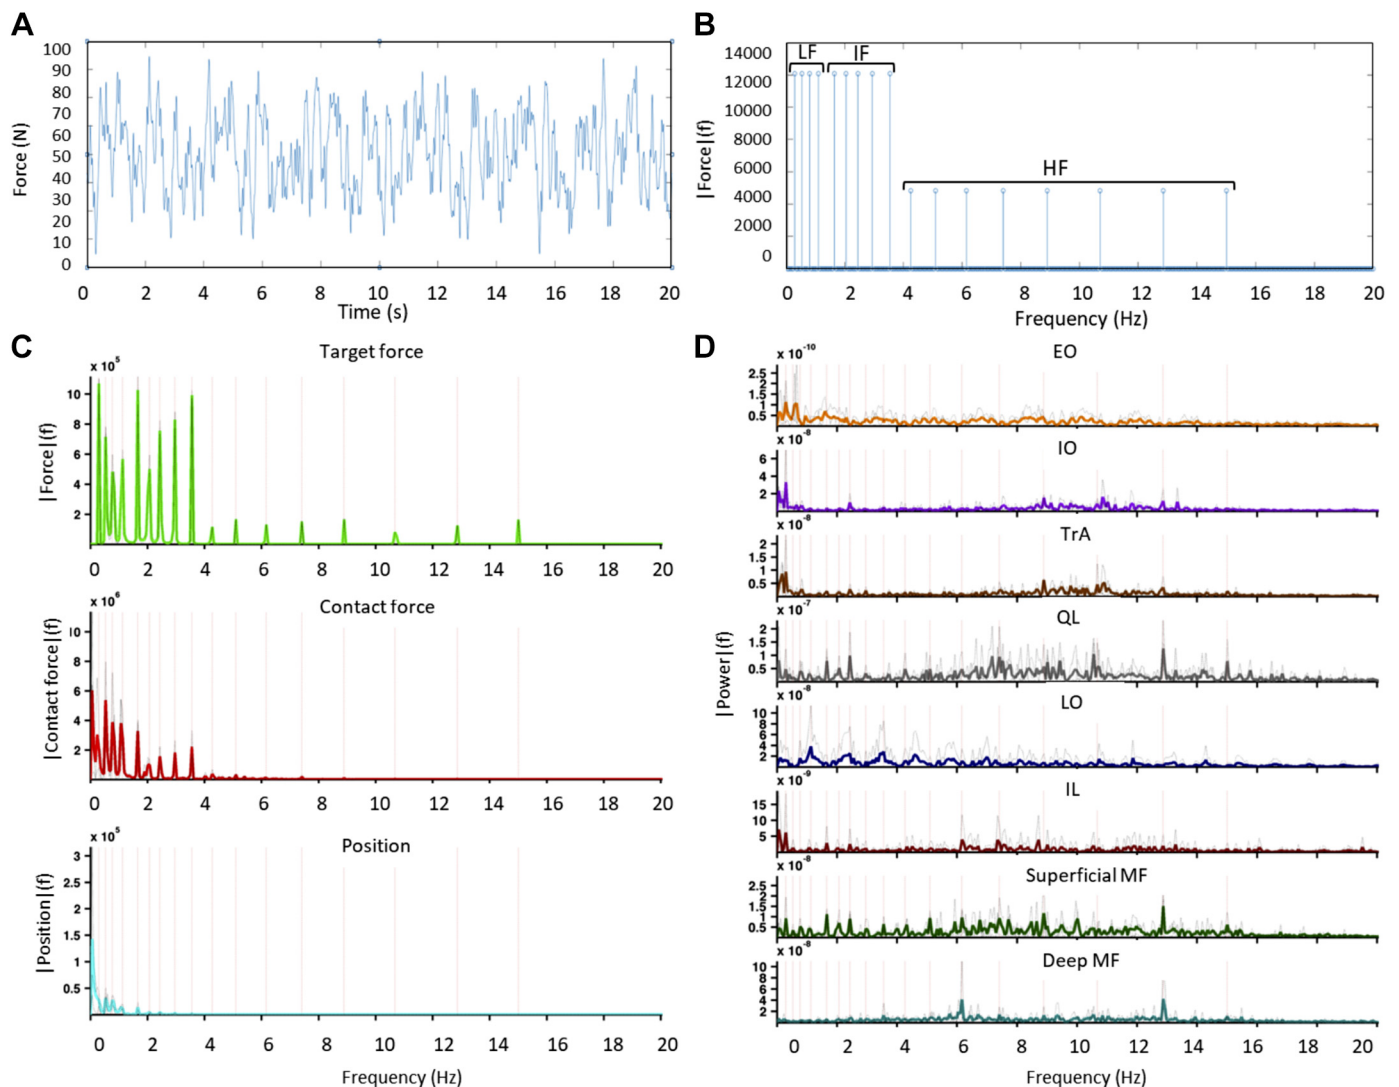 A
100
90
80
70
60
50
40
30
20
10
0
Force (N)
0 2 4 6 8 10 12 14 16 18 20
Time (s)
B
14000
12000
10000
8000
6000
4000
2000
0
|Force|(f)
LF IF
HF
0 2 4 6 8 10 12 14 16 18 20
Frequency (Hz)
C
Target force
x 10^5
10
8
6
4
2
|Force|(f)
0 2 4 6 8 10 12 14 16 18 20
Contact force
x 10^6
10
8
6
4
2
|Contact force|(f)
0 2 4 6 8 10 12 14 16 18 20
Position
x 10^5
3
2.5
2
1.5
1
0.5
|Position|(f)
0 2 4 6 8 10 12 14 16 18 20
Frequency (Hz)
D
|Power|(f)
EO
x 10^-10
2.5
2
1.5
1
0.5
IO
x 10^-8
6
4
2
TrA
x 10^-8
2
1.5
1
0.5
QL
x 10^-7
2
1.5
1
0.5
LO
x 10^-8
10
8
6
4
2
IL
x 10^-9
15
10
5
Superficial MF
x 10^-8
2.5
2
1.5
1
0.5
Deep MF
x 10^-8
10
8
6
4
2
0 2 4 6 8 10 12 14 16 18 20
Frequency (Hz)